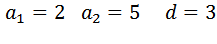 a₁ = 2 a₂ = 5 d = 3